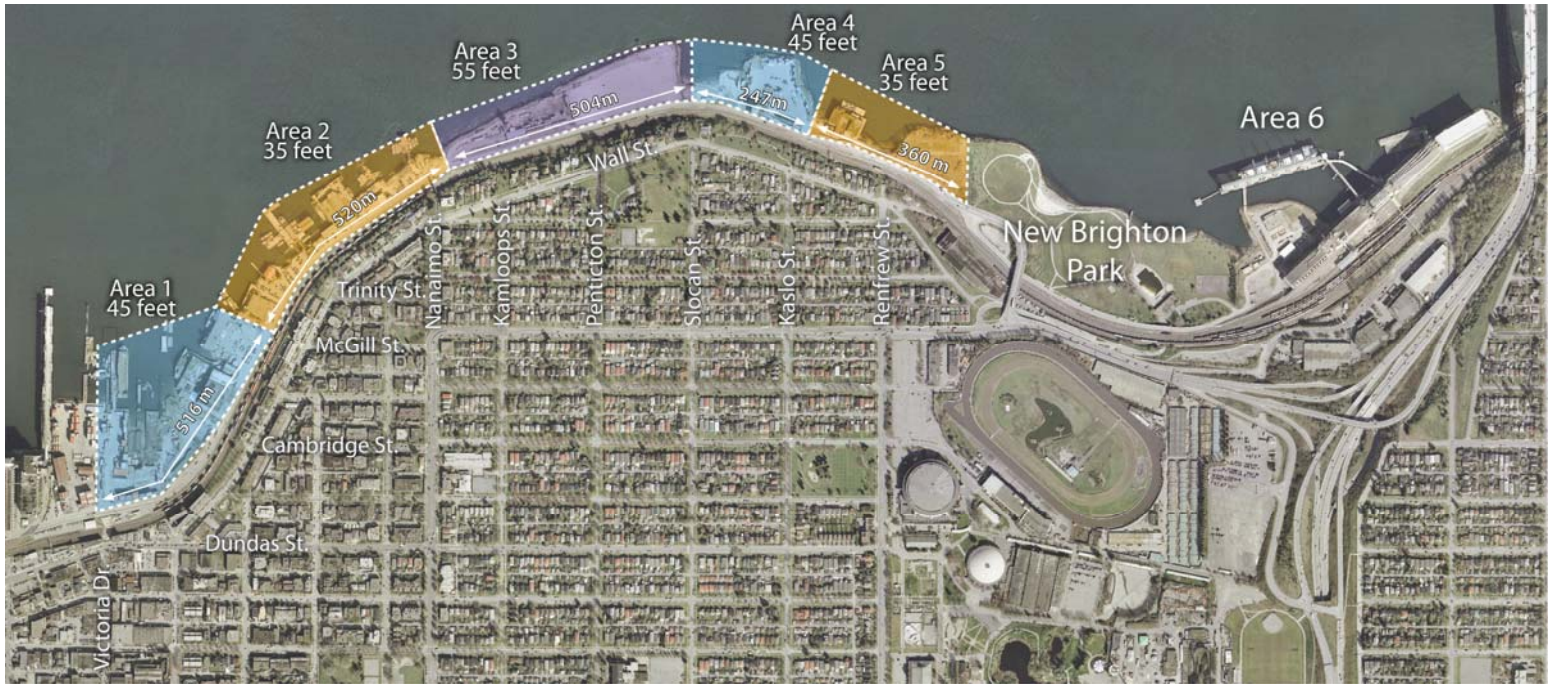 Area 1
45 feet
516 m
Area 2
35 feet
520m
Area 3
55 feet
504m
Area 4
45 feet
247m
Area 5
35 feet
360 m
Area 6
New Brighton
Park
Wall St.
Trinity St.
McGill St.
Cambridge St.
Dundas St.
Victoria Dr.
Nanaimo St.
Kamloops St.
Penticton St.
Slocan St.
Kaslo St.
Renfrew St.